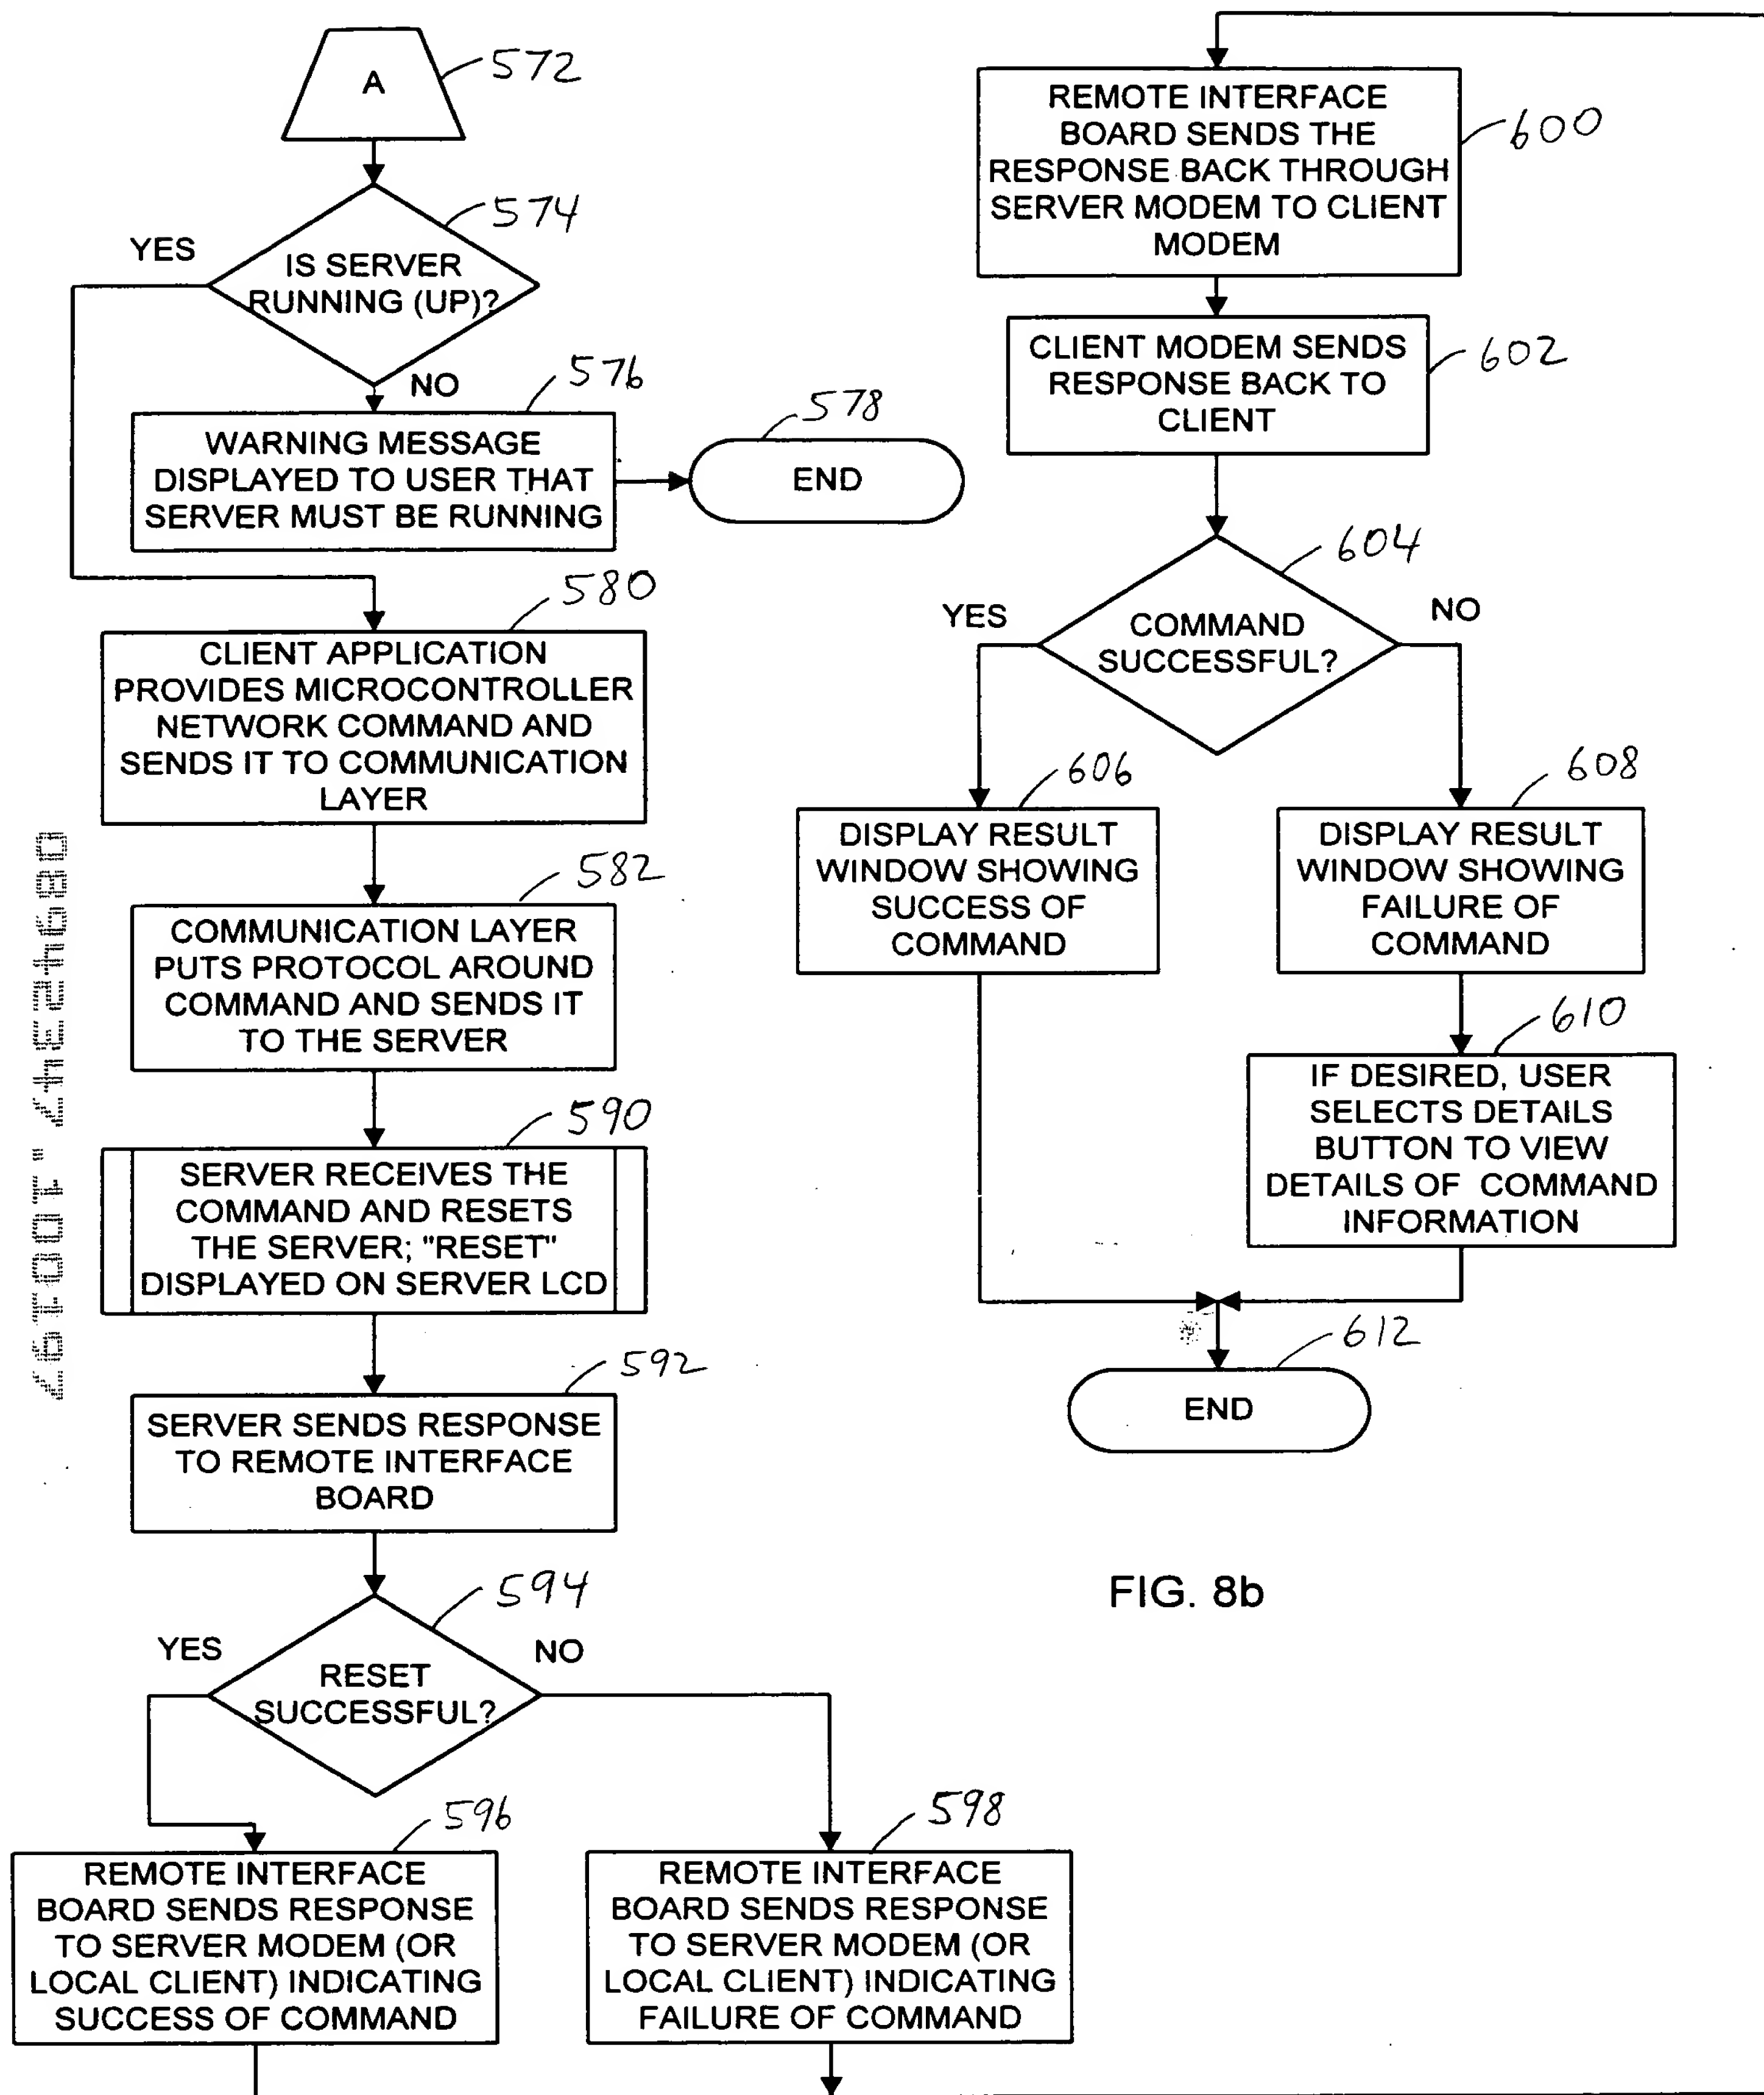 A
572
574
YES
IS SERVER
RUNNING (UP)?
NO
576
WARNING MESSAGE
DISPLAYED TO USER THAT
SERVER MUST BE RUNNING
578
END
580
CLIENT APPLICATION
PROVIDES MICROCONTROLLER
NETWORK COMMAND AND
SENDS IT TO COMMUNICATION
LAYER
582
COMMUNICATION LAYER
PUTS PROTOCOL AROUND
COMMAND AND SENDS IT
TO THE SERVER
590
SERVER RECEIVES THE
COMMAND AND RESETS
THE SERVER; "RESET"
DISPLAYED ON SERVER LCD
592
SERVER SENDS RESPONSE
TO REMOTE INTERFACE
BOARD
594
YES
NO
RESET
SUCCESSFUL?
596
REMOTE INTERFACE
BOARD SENDS RESPONSE
TO SERVER MODEM (OR
LOCAL CLIENT) INDICATING
SUCCESS OF COMMAND
598
REMOTE INTERFACE
BOARD SENDS RESPONSE
TO SERVER MODEM (OR
LOCAL CLIENT) INDICATING
FAILURE OF COMMAND
REMOTE INTERFACE
BOARD SENDS THE
RESPONSE BACK THROUGH
SERVER MODEM TO CLIENT
MODEM
600
CLIENT MODEM SENDS
RESPONSE BACK TO
CLIENT
602
604
YES
NO
COMMAND
SUCCESSFUL?
606
DISPLAY RESULT
WINDOW SHOWING
SUCCESS OF
COMMAND
608
DISPLAY RESULT
WINDOW SHOWING
FAILURE OF
COMMAND
610
IF DESIRED, USER
SELECTS DETAILS
BUTTON TO VIEW
DETAILS OF COMMAND
INFORMATION
612
END
FIG. 8b